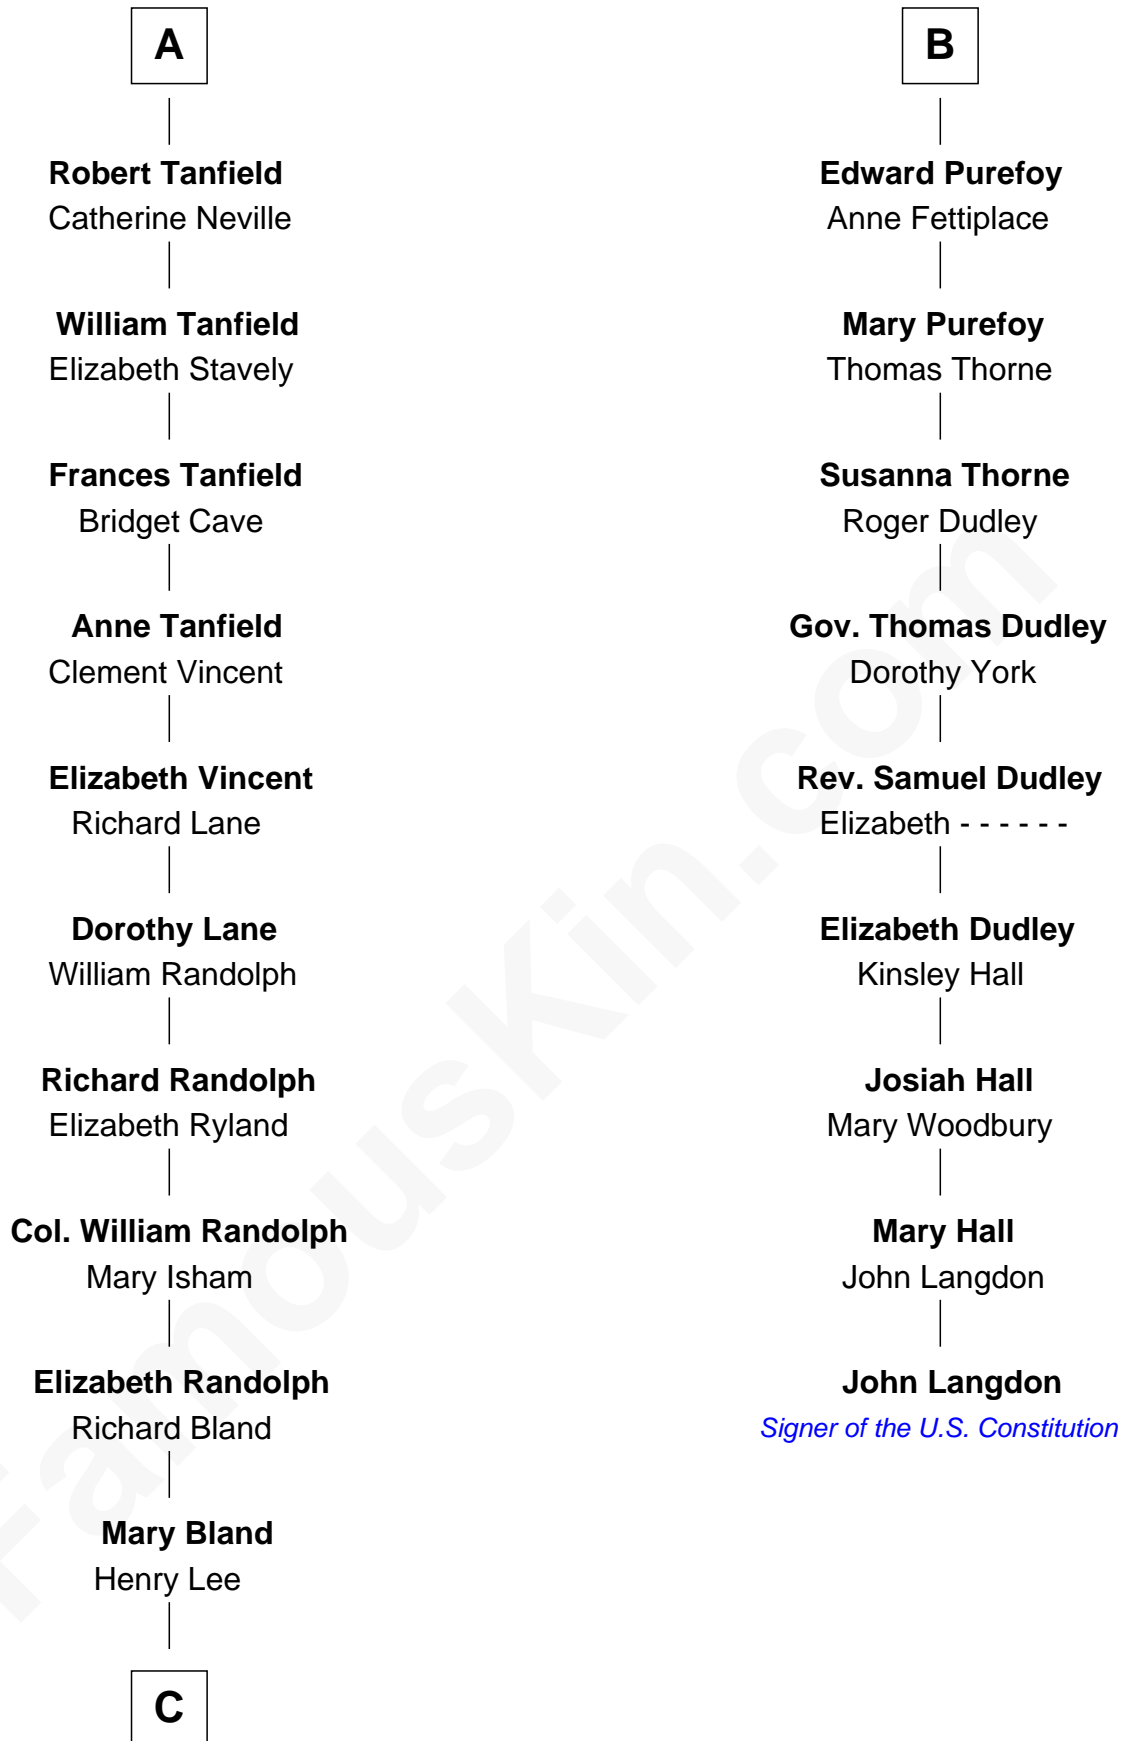 A
Robert Tanfield
Catherine Neville
William Tanfield
Elizabeth Stavely
Frances Tanfield
Bridget Cave
Anne Tanfield
Clement Vincent
Elizabeth Vincent
Richard Lane
Dorothy Lane
William Randolph
Richard Randolph
Elizabeth Ryland
Col. William Randolph
Mary Isham
Elizabeth Randolph
Richard Bland
Mary Bland
Henry Lee
C
B
Edward Purefoy
Anne Fettiplace
Mary Purefoy
Thomas Thorne
Susanna Thorne
Roger Dudley
Gov. Thomas Dudley
Dorothy York
Rev. Samuel Dudley
Elizabeth - - - - - -
Elizabeth Dudley
Kinsley Hall
Josiah Hall
Mary Woodbury
Mary Hall
John Langdon
John Langdon
Signer of the U.S. Constitution
FamousKin.com